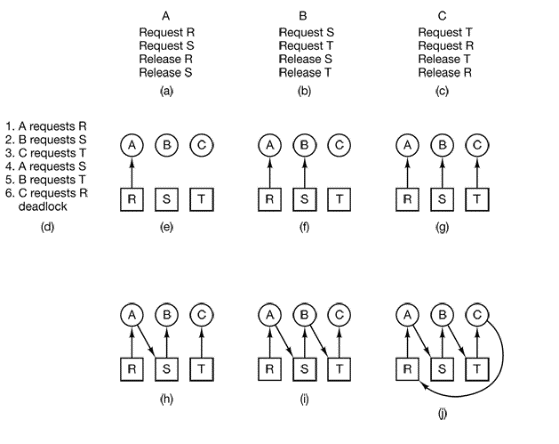 A B C
Request R Request S Request T
Request S Request T Request R
Release R Release S Release T
Release S Release T Release R
(a) (b) (c)
1. A requests R
2. B requests S
3. C requests T
4. A requests S
5. B requests T
6. C requests R
deadlock
(d)
A B C A B C A B C
R S T R S T R S T
(e) (f) (g)
A B C A B C A B C
R S T R S T R S T
(h) (i) (j)